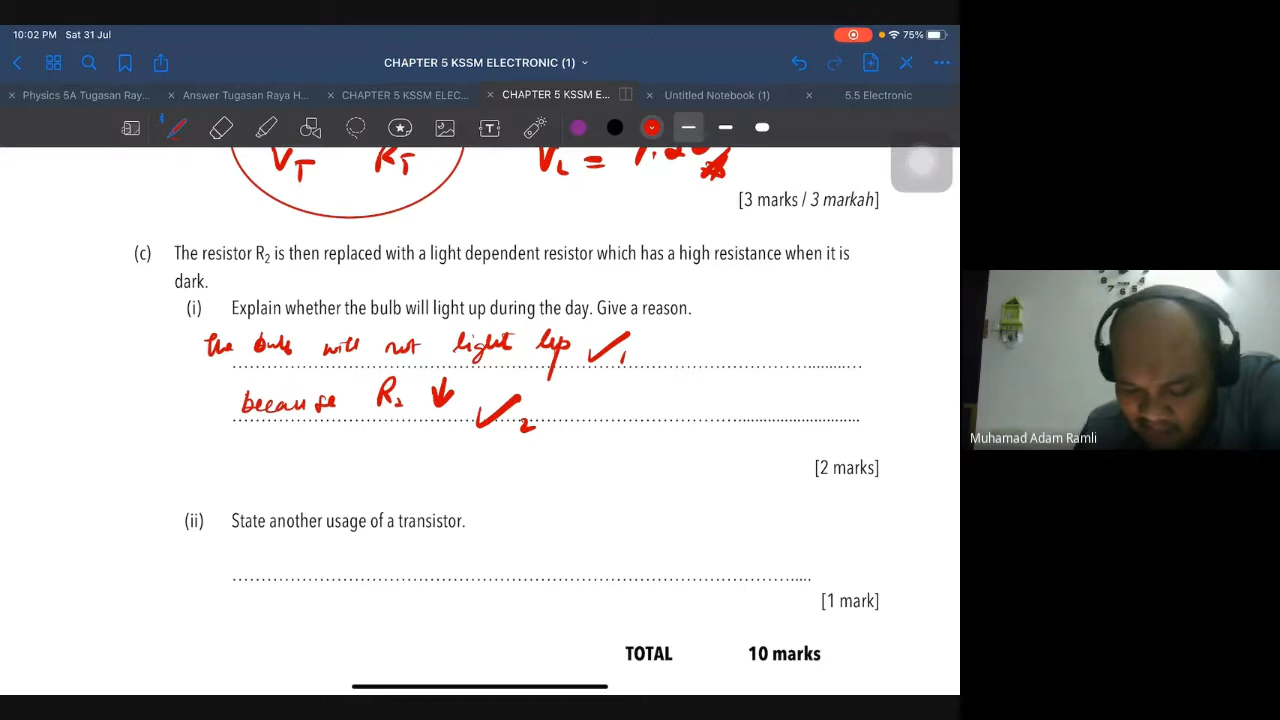 10:02 PM Sat 31 Jul
75%
CHAPTER 5 KSSM ELECTRONIC (1)
Physics 5A Tugasan Ray...
Answer Tugasan Raya H...
CHAPTER 5 KSSM ELEC...
CHAPTER 5 KSSM E...
Untitled Notebook (1)
5.5 Electronic
V_T R_T V_L =
[3 marks / 3 markah]
(c) The resistor R₂ is then replaced with a light dependent resistor which has a high resistance when it is
dark.
(i) Explain whether the bulb will light up during the day. Give a reason.
the bulb will not light up ✓ 1
because R₂ ↓ ✓ 2
[2 marks]
(ii) State another usage of a transistor.
[1 mark]
TOTAL 10 marks
Muhamad Adam Ramli